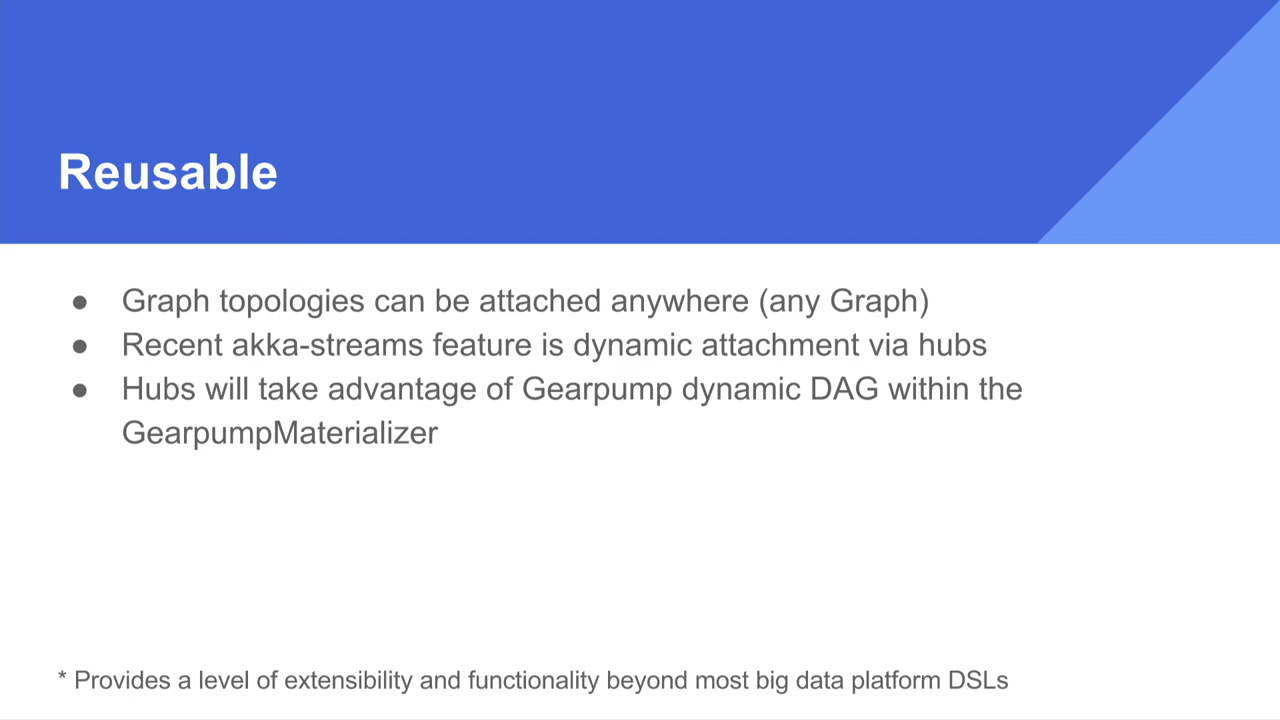 Reusable
● Graph topologies can be attached anywhere (any Graph)
● Recent akka-streams feature is dynamic attachment via hubs
● Hubs will take advantage of Gearpump dynamic DAG within the
GearpumpMaterializer
* Provides a level of extensibility and functionality beyond most big data platform DSLs